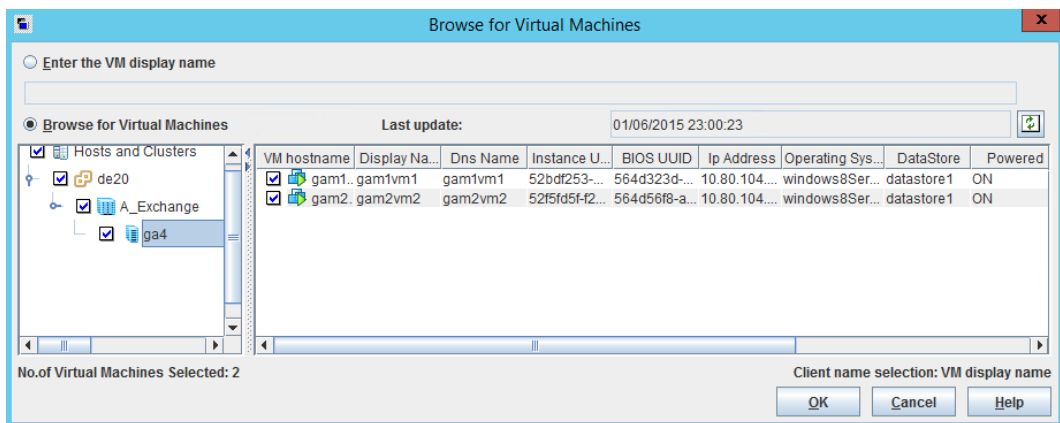 Browse for Virtual Machines
x
Enter the VM display name
Browse for Virtual Machines Last update: 01/06/2015 23:00:23
Hosts and Clusters
de20
A_Exchange
ga4
VM hostname Display Na... Dns Name Instance U... BIOS UUID Ip Address Operating Sys... DataStore Powered
gam1.. gam1vm1 gam1vm1 52bdf253-... 564d323d-... 10.80.104.... windows8Ser... datastore1 ON
gam2. gam2vm2 gam2vm2 52f5fd5f-f2... 564d56f8-a... 10.80.104.... windows8Ser... datastore1 ON
No.of Virtual Machines Selected: 2 Client name selection: VM display name
OK Cancel Help